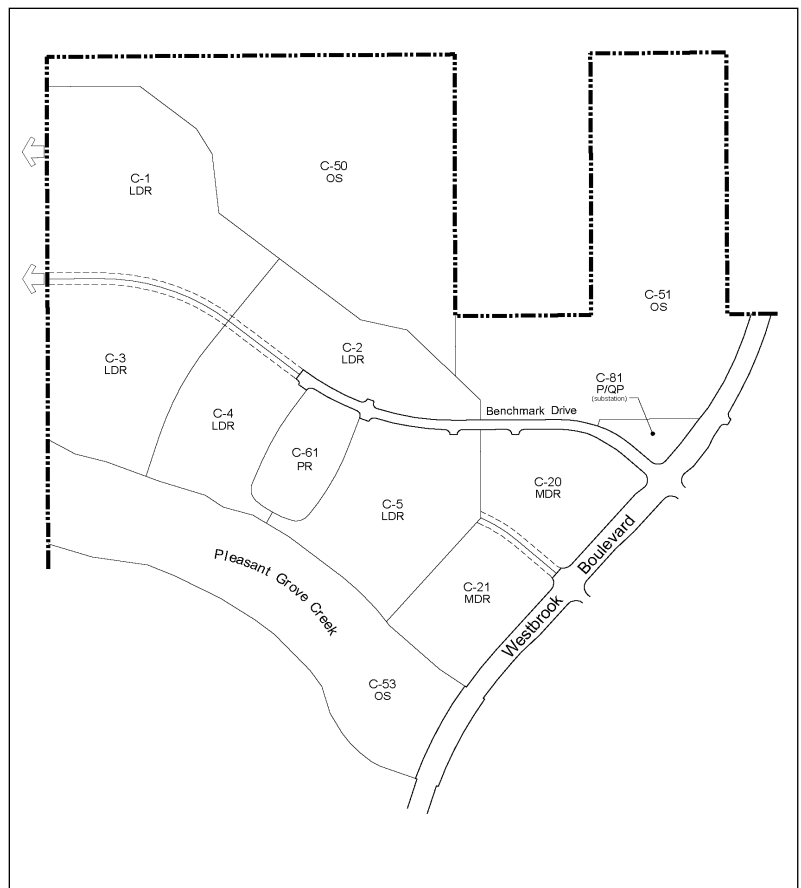 C-50
OS
C-1
LDR
C-51
OS
C-2
LDR
C-3
LDR
C-81
P/QP
(substation)
Benchmark Drive
C-4
LDR
C-61
PR
C-20
MDR
C-5
LDR
Pleasant Grove Creek
C-21
MDR
Westbrook Boulevard
C-53
OS